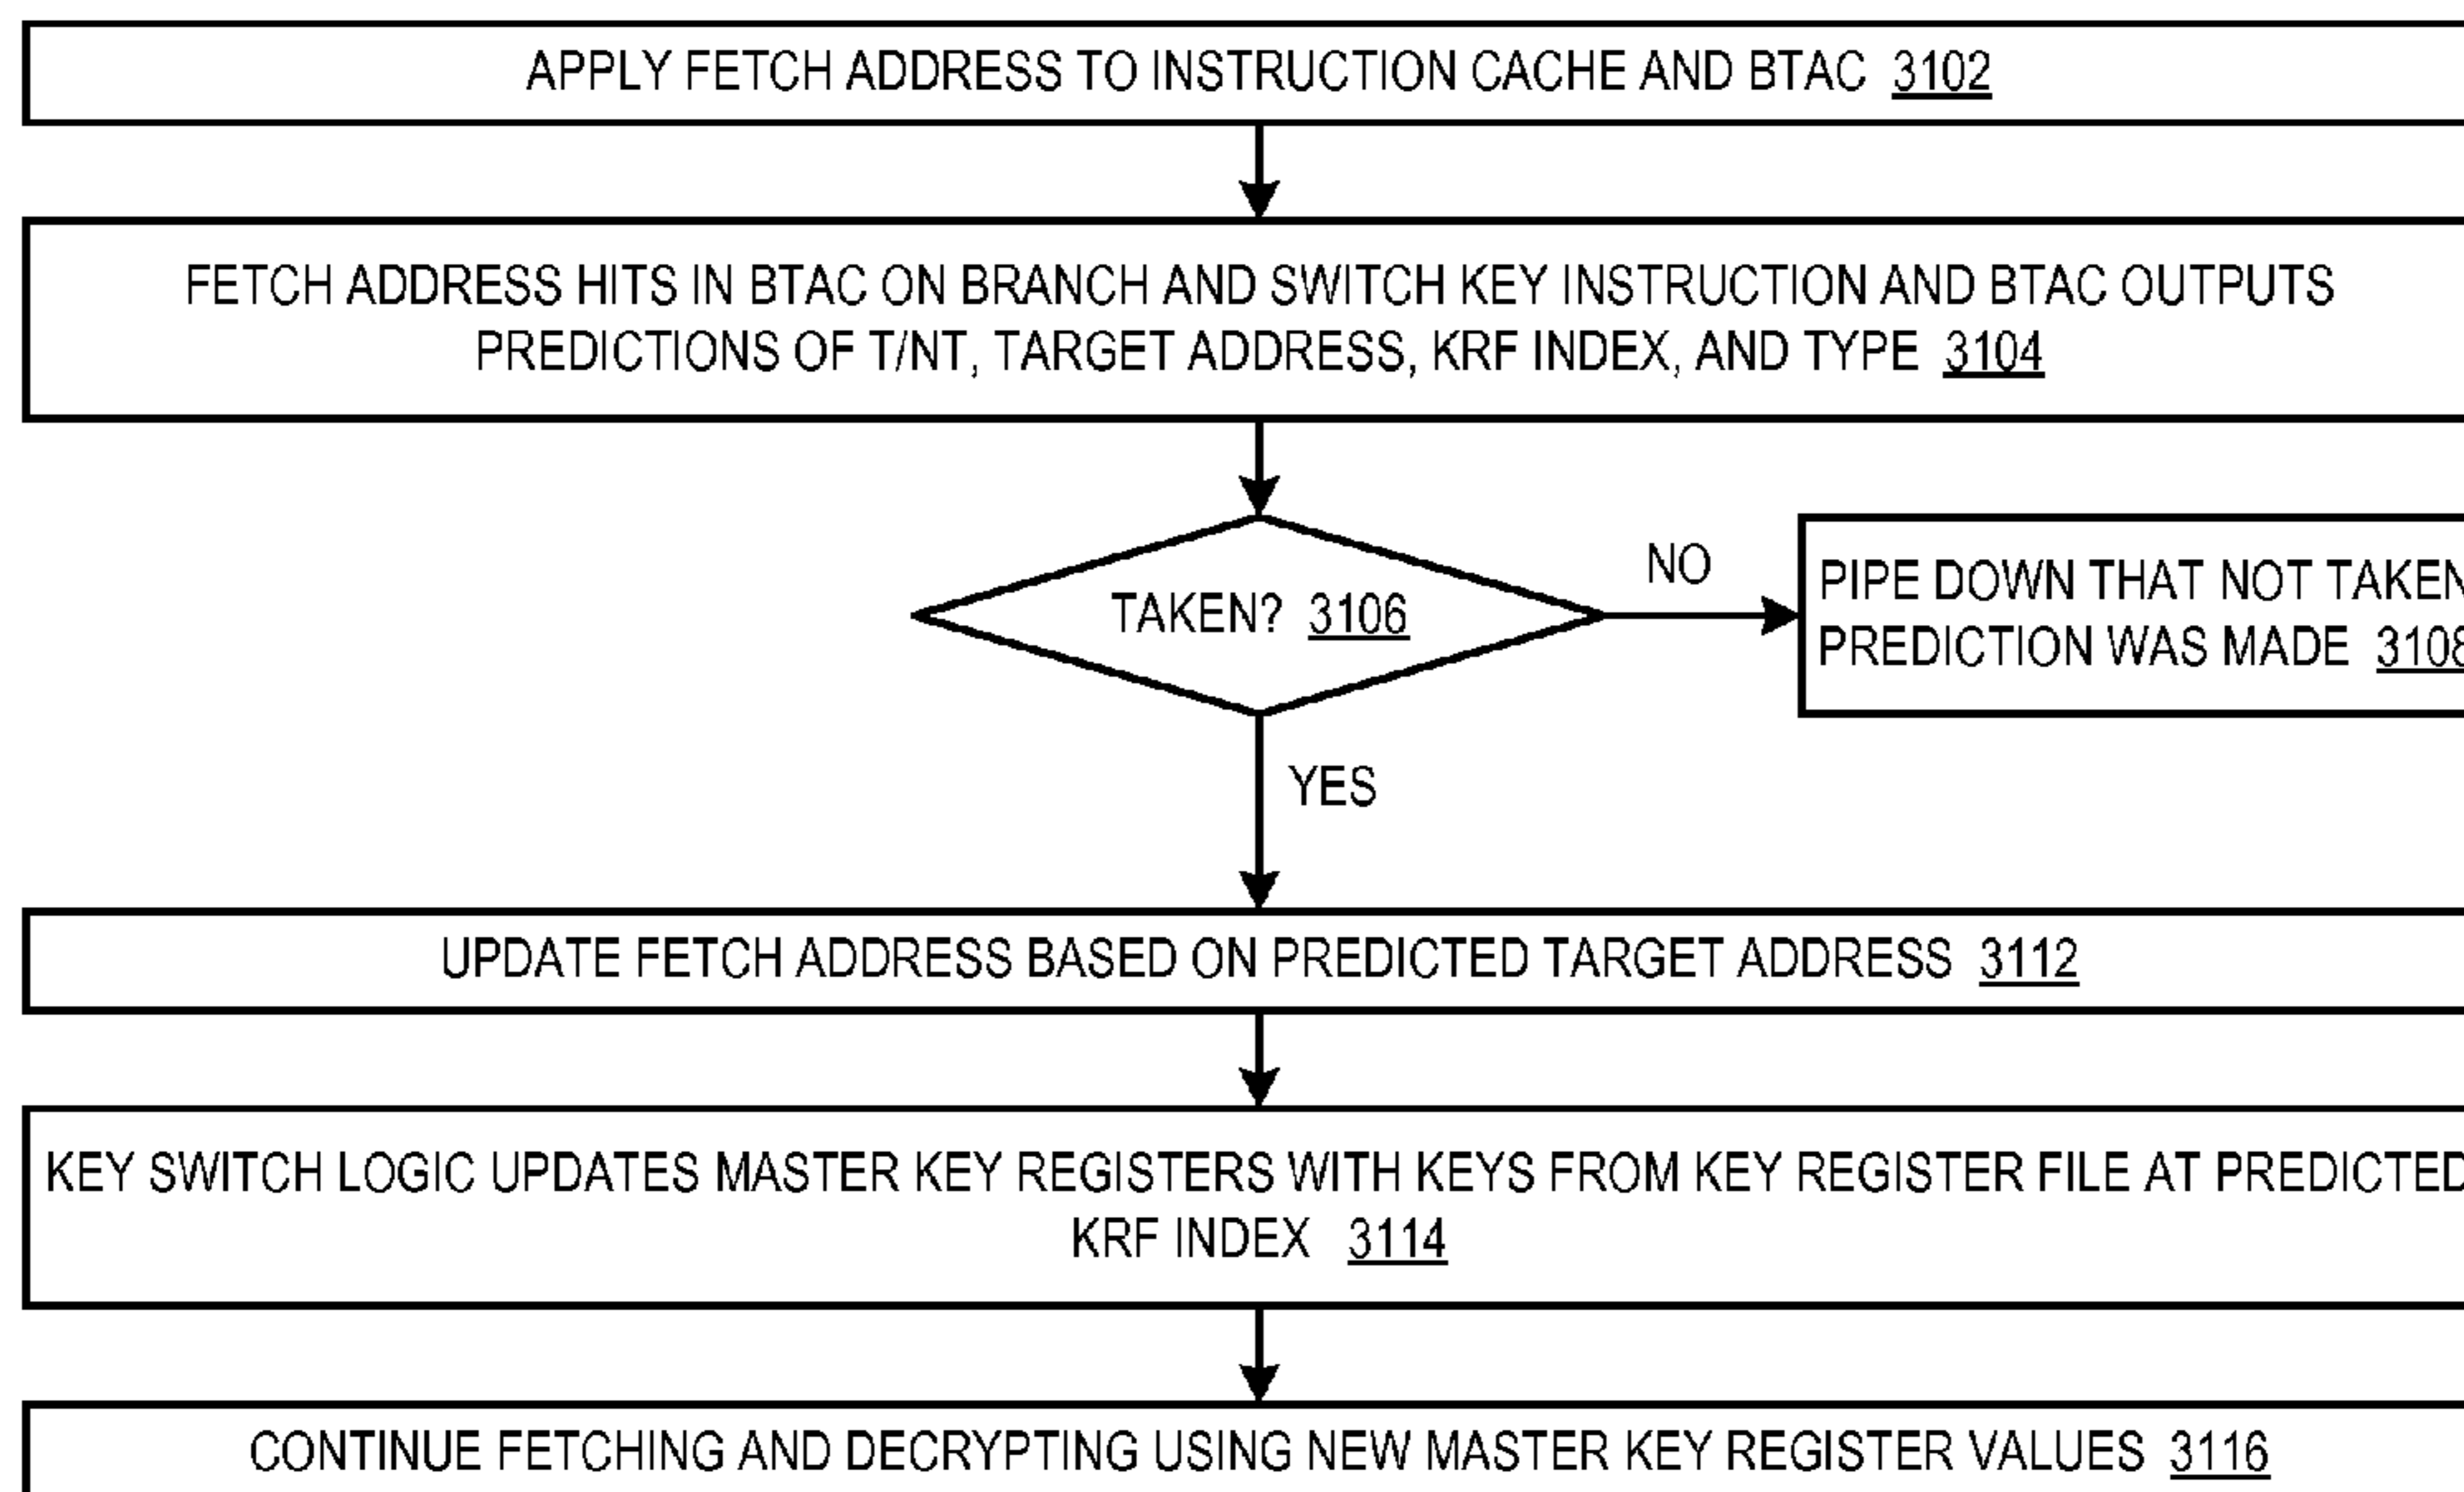 APPLY FETCH ADDRESS TO INSTRUCTION CACHE AND BTAC 3102
FETCH ADDRESS HITS IN BTAC ON BRANCH AND SWITCH KEY INSTRUCTION AND BTAC OUTPUTS
PREDICTIONS OF T/NT, TARGET ADDRESS, KRF INDEX, AND TYPE 3104
TAKEN? 3106
NO
PIPE DOWN THAT NOT TAKEN
PREDICTION WAS MADE 3108
YES
UPDATE FETCH ADDRESS BASED ON PREDICTED TARGET ADDRESS 3112
KEY SWITCH LOGIC UPDATES MASTER KEY REGISTERS WITH KEYS FROM KEY REGISTER FILE AT PREDICTED
KRF INDEX 3114
CONTINUE FETCHING AND DECRYPTING USING NEW MASTER KEY REGISTER VALUES 3116